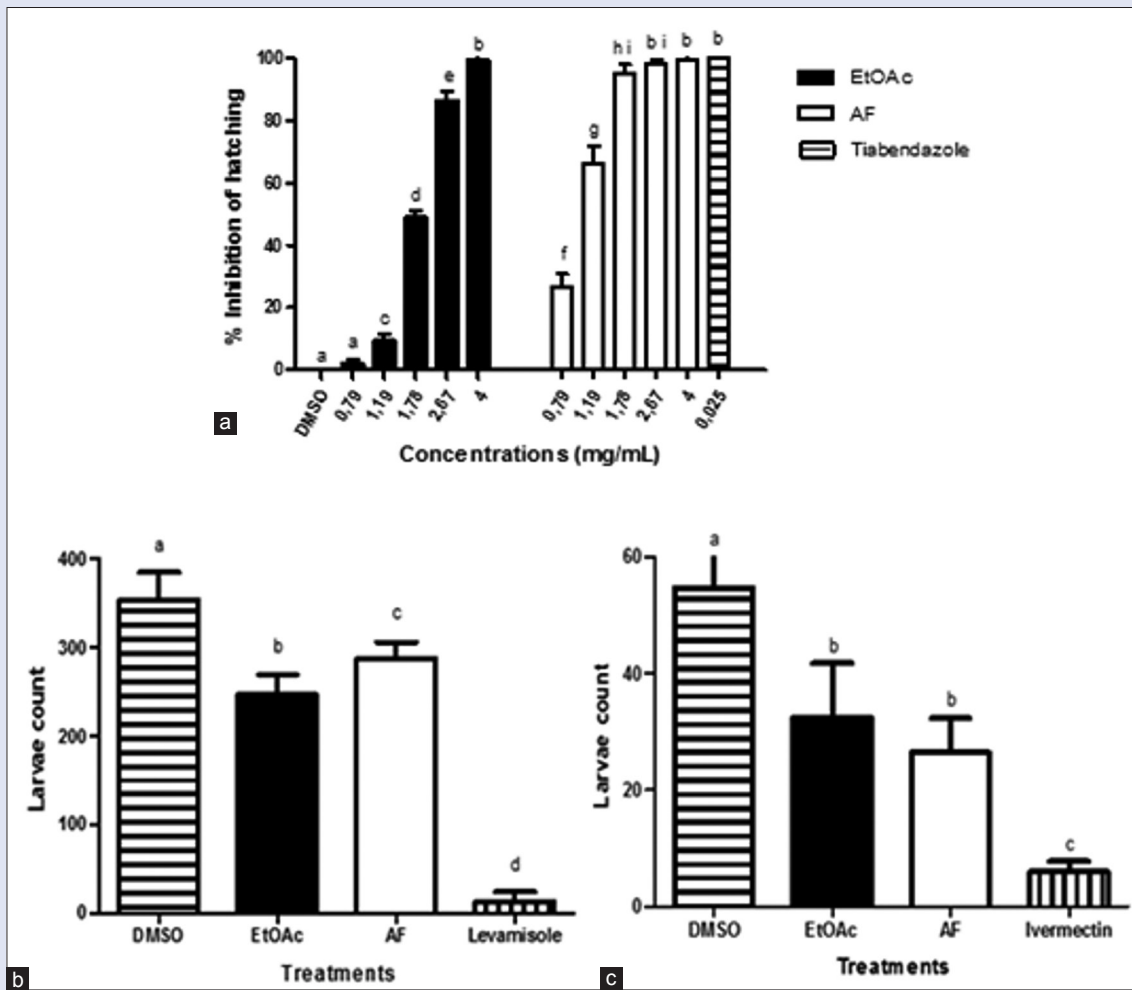 b
b i
b
b
h i
100
e
EtOAc
80
g
AF
d
Tiabendazole
60
% Inhibition of hatching
40
f
20
c
a
a
0
DMSO 0,79 1,19 1,78 2,67 4 0,79 1,19 1,78 2,67 4 0,025
a
Concentrations (mg/mL)
400
a
300
b
c
200
Larvae count
100
d
0
DMSO EtOAc AF Levamisole
b
Treatments
60
a
40
b
b
Larvae count
20
c
0
DMSO EtOAc AF Ivermectin
c
Treatments